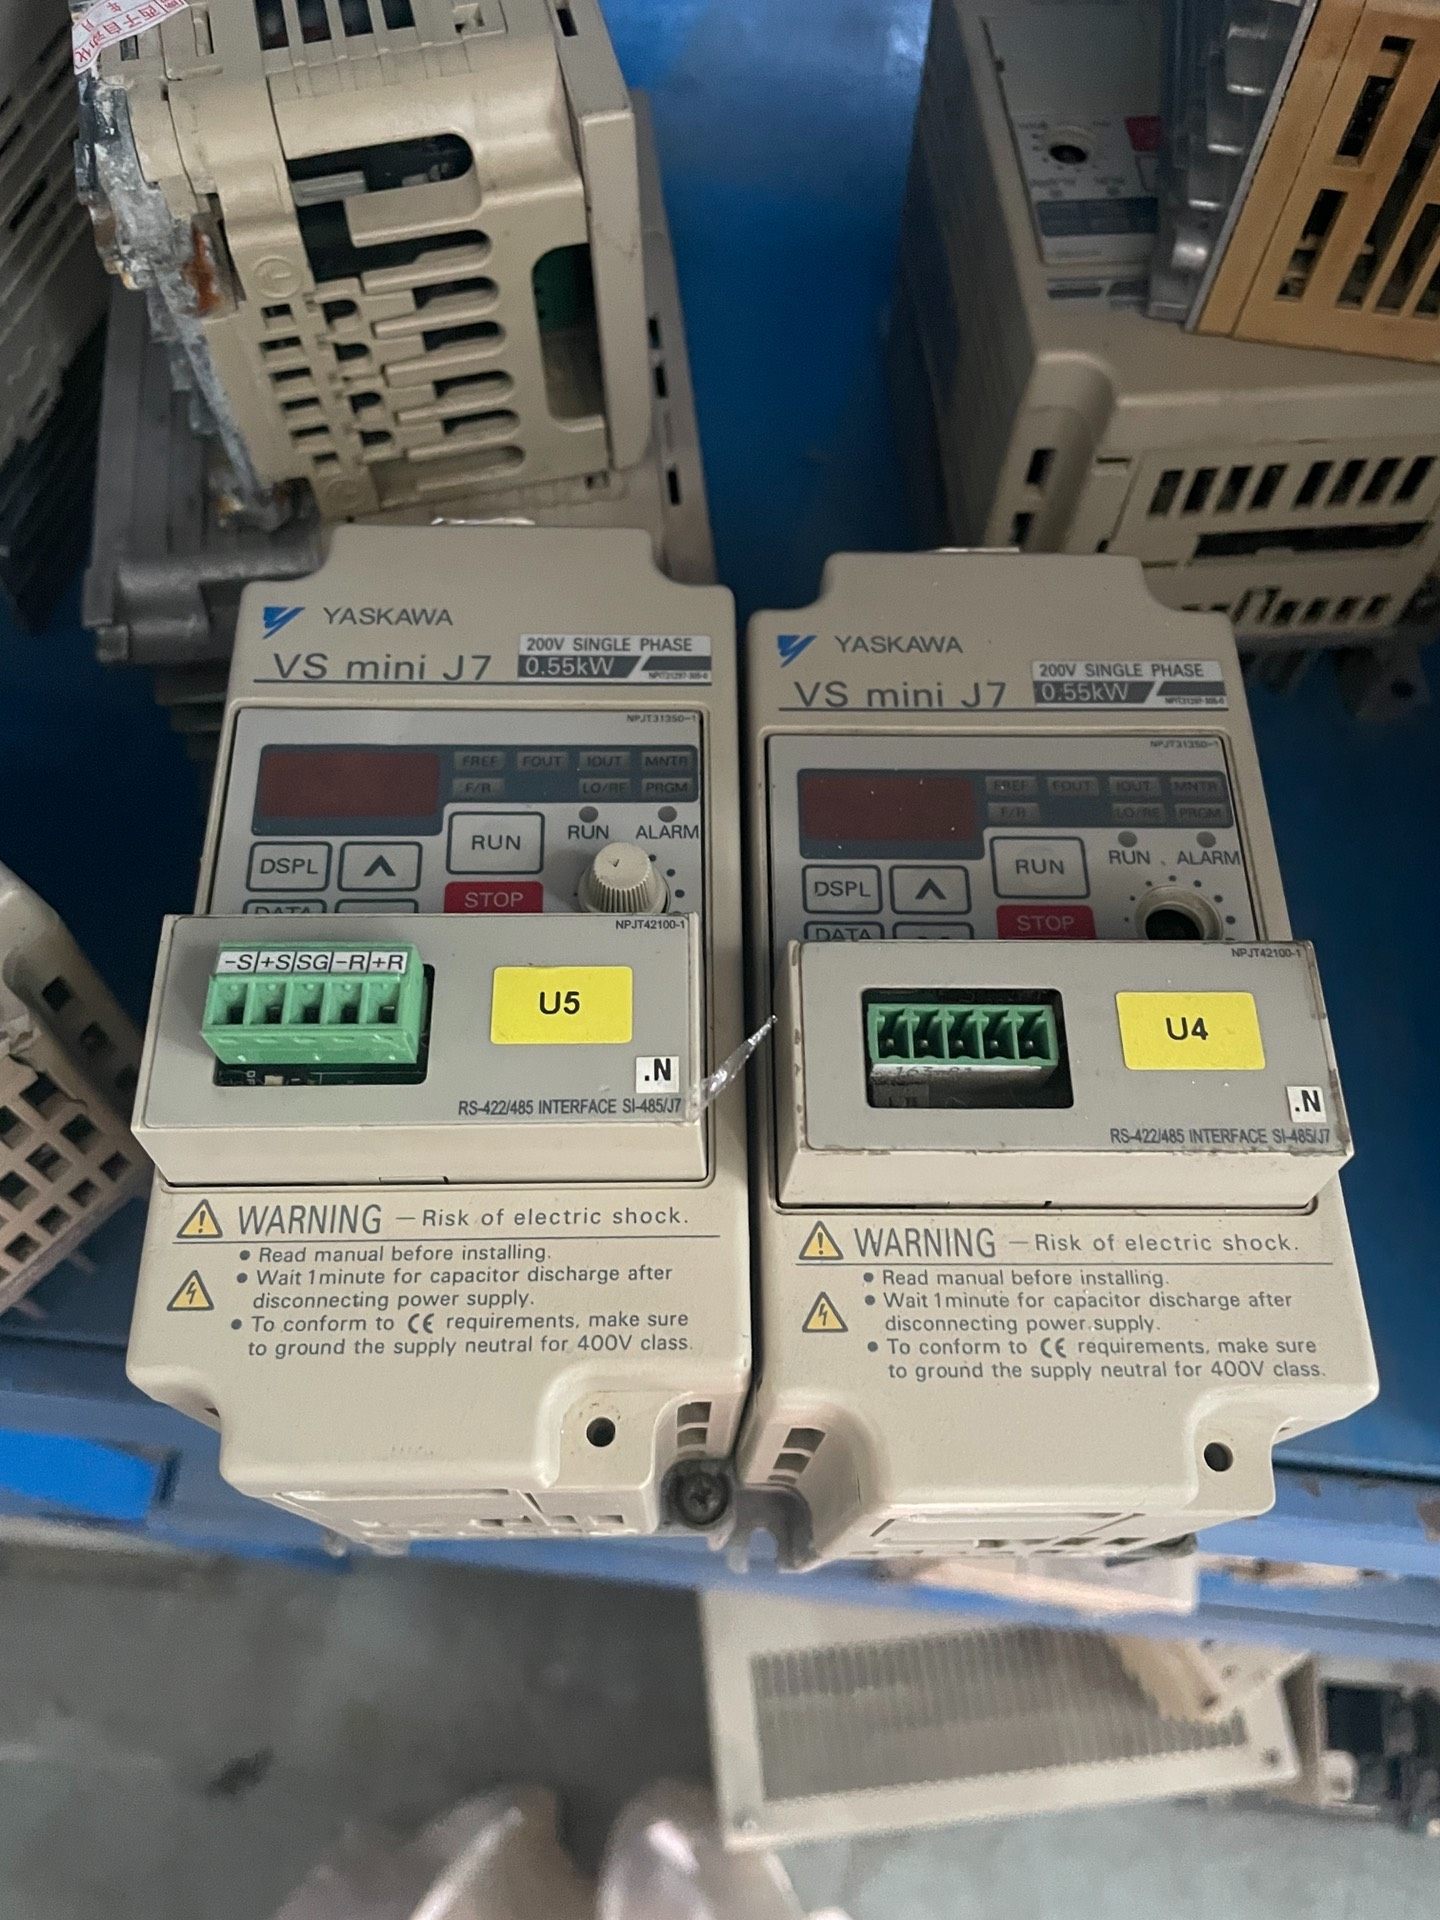 YASKAWA
VS mini J7
200V SINGLE PHASE
0.55kW
NPJT31350-1
FREF FOUT IOUT MNTR
F/R LO/RE PRGM
RUN ALARM
DSPL
RUN
DATA
STOP
NPJT42100-1
-S +S SG -R +R
U5
.N
RS-422/485 INTERFACE SI-485/J7
WARNING — Risk of electric shock.
● Read manual before installing.
● Wait 1minute for capacitor discharge after
disconnecting power supply.
● To conform to CE requirements, make sure
to ground the supply neutral for 400V class.
YASKAWA
VS mini J7
200V SINGLE PHASE
0.55kW
NPJT31350-1
FREF FOUT IOUT MNTR
F/R LO/RE PRGM
RUN ALARM
DSPL
RUN
DATA
STOP
NPJT42100-1
U4
.N
RS-422/485 INTERFACE SI-485/J7
WARNING — Risk of electric shock.
● Read manual before installing.
● Wait 1minute for capacitor discharge after
disconnecting power supply.
● To conform to CE requirements, make sure
to ground the supply neutral for 400V class.